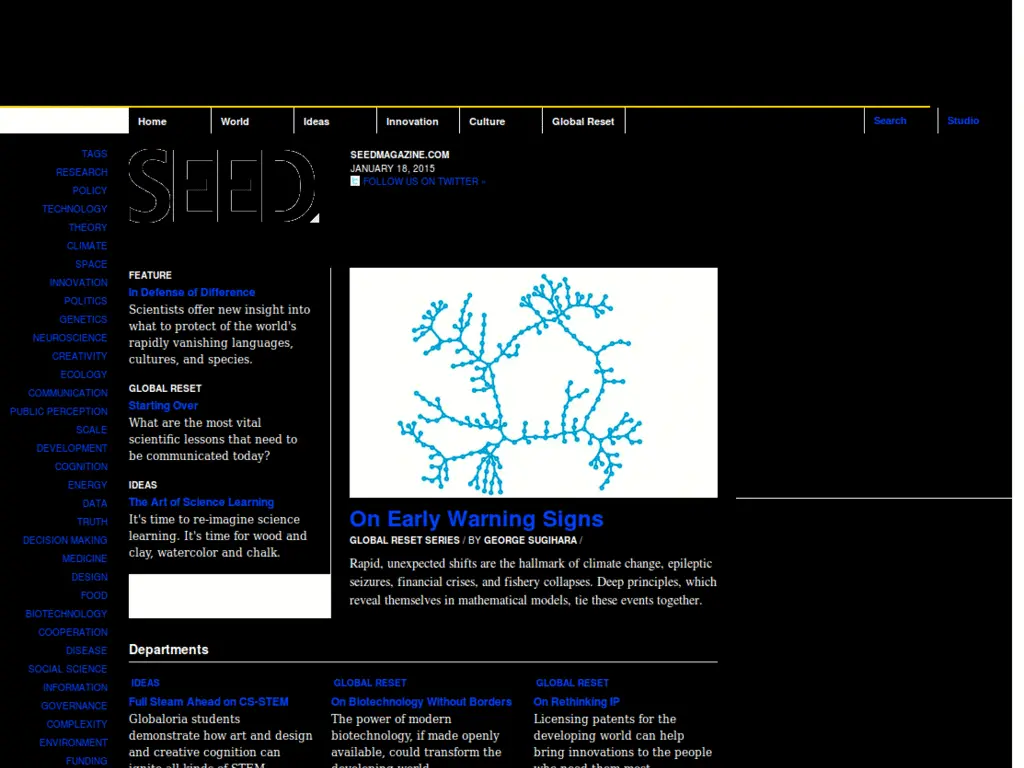 Home
World
Ideas
Innovation
Culture
Global Reset
Search
Studio
TAGS
RESEARCH
POLICY
TECHNOLOGY
THEORY
CLIMATE
SPACE
INNOVATION
POLITICS
GENETICS
NEUROSCIENCE
CREATIVITY
ECOLOGY
COMMUNICATION
PUBLIC PERCEPTION
SCALE
DEVELOPMENT
COGNITION
ENERGY
DATA
TRUTH
DECISION MAKING
MEDICINE
DESIGN
FOOD
BIOTECHNOLOGY
COOPERATION
DISEASE
SOCIAL SCIENCE
INFORMATION
GOVERNANCE
COMPLEXITY
ENVIRONMENT
FUNDING
SEED
SEEDMAGAZINE.COM
JANUARY 18, 2015
FOLLOW US ON TWITTER »
FEATURE
In Defense of Difference
Scientists offer new insight into
what to protect of the world's
rapidly vanishing languages,
cultures, and species.
GLOBAL RESET
Starting Over
What are the most vital
scientific lessons that need to
be communicated today?
IDEAS
The Art of Science Learning
It's time to re-imagine science
learning. It's time for wood and
clay, watercolor and chalk.
On Early Warning Signs
GLOBAL RESET SERIES / BY GEORGE SUGIHARA /
Rapid, unexpected shifts are the hallmark of climate change, epileptic
seizures, financial crises, and fishery collapses. Deep principles, which
reveal themselves in mathematical models, tie these events together.
Departments
IDEAS
Full Steam Ahead on CS-STEM
Globaloria students
demonstrate how art and design
and creative cognition can
ignite all kinds of STEM
GLOBAL RESET
On Biotechnology Without Borders
The power of modern
biotechnology, if made openly
available, could transform the
developing world
GLOBAL RESET
On Rethinking IP
Licensing patents for the
developing world can help
bring innovations to the people
who need them most